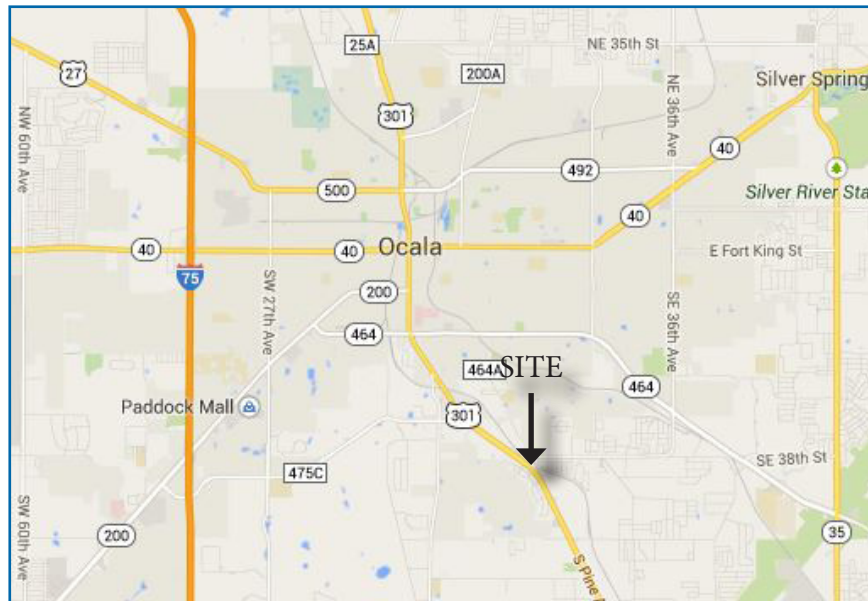 25A
NE 35th St
27
200A
Silver Spring
301
NW 60th Ave
NE 36th Ave
40
492
500
Silver River Sta
40
Ocala
40
40
E Fort King St
75
SW 27th Ave
200
SE 36th Ave
464
464A
SITE
464
Paddock Mall
301
SE 38th St
475C
SW 60th Ave
200
35
S Pine A